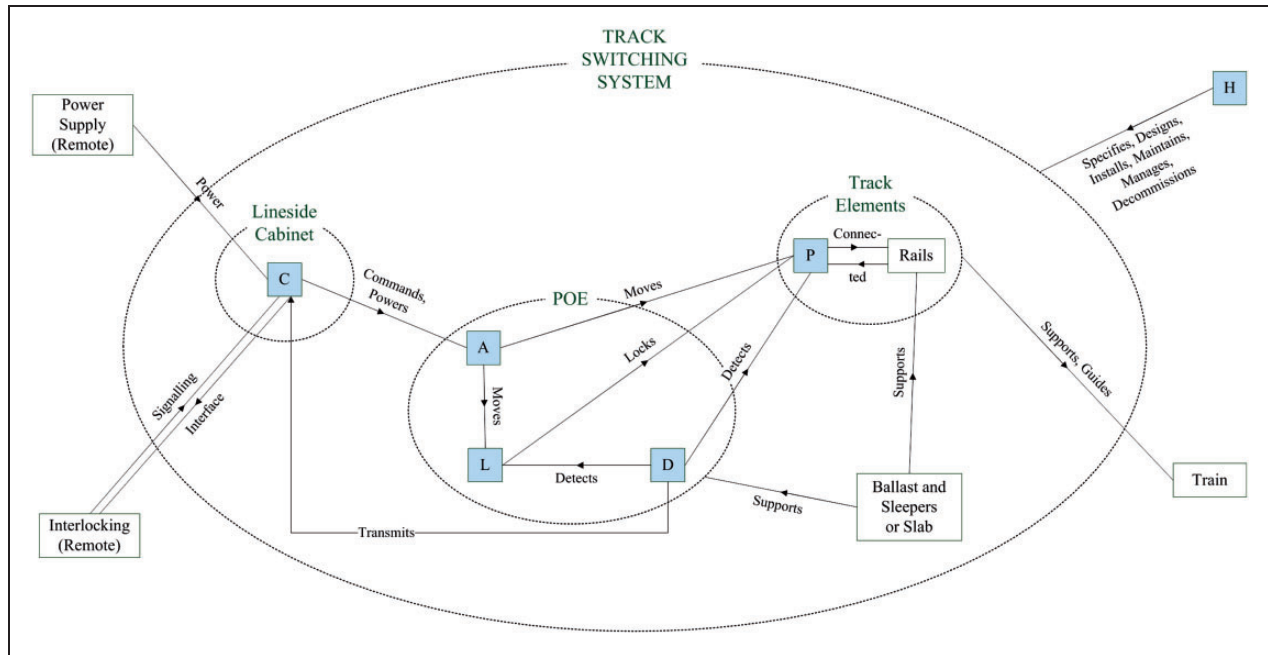 TRACK
SWITCHING
SYSTEM
H
Power
Supply
(Remote)
Specifies, Designs,
Installs, Maintains,
Manages,
Decommissions
Power
Lineside
Cabinet
Track
Elements
C
Commands,
Powers
P
Connec-
ted
Rails
POE
Moves
A
Locks
Detects
Supports
Supports, Guides
Signalling
Interface
Moves
L
Detects
D
Supports
Ballast and
Sleepers
or Slab
Train
Interlocking
(Remote)
Transmits